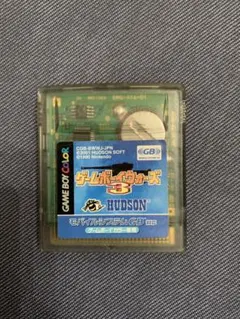 CGB-BWWJ-JPN
©2001 HUDSON SOFT
©2001 Nintendo
GB
GAME BOY COLOR
ゲームボーイウォーズ
3
HUDSON
モバイルシステムGB対応
ゲームボーイカラー専用